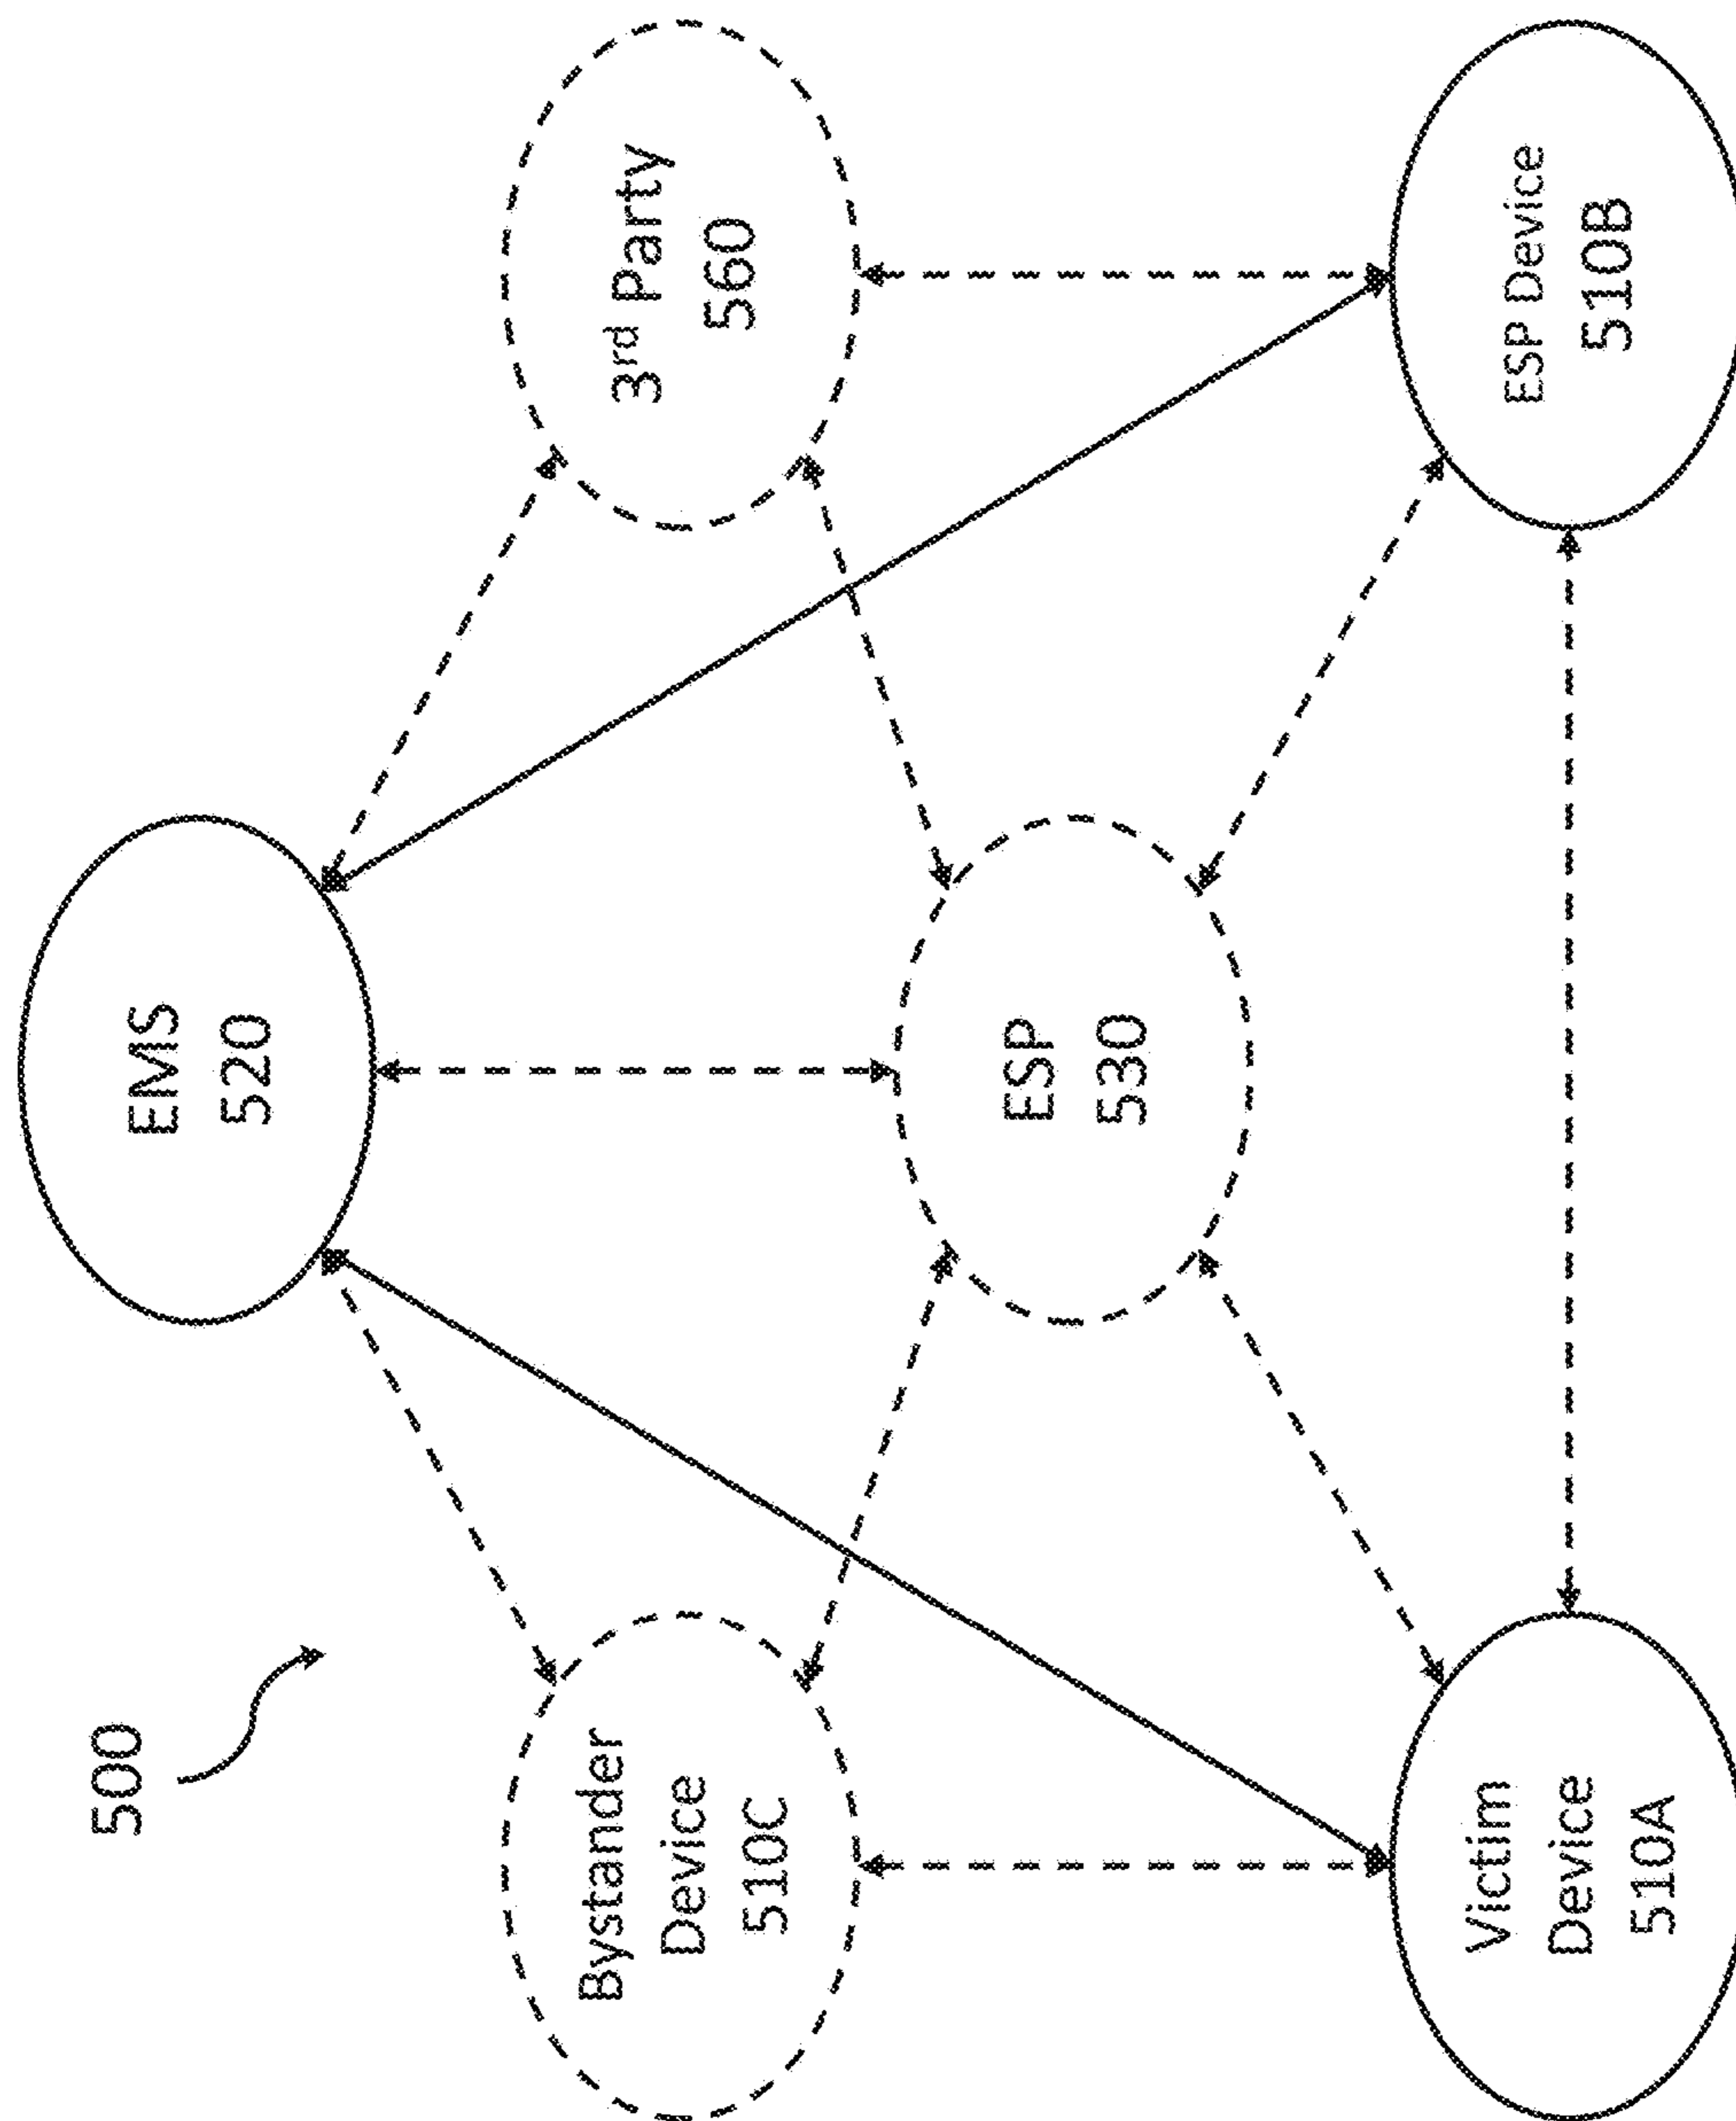 500
EMS
520
Bystander
Device
510C
3rd Party
560
ESP
530
Victim
Device
510A
ESP Device
510B